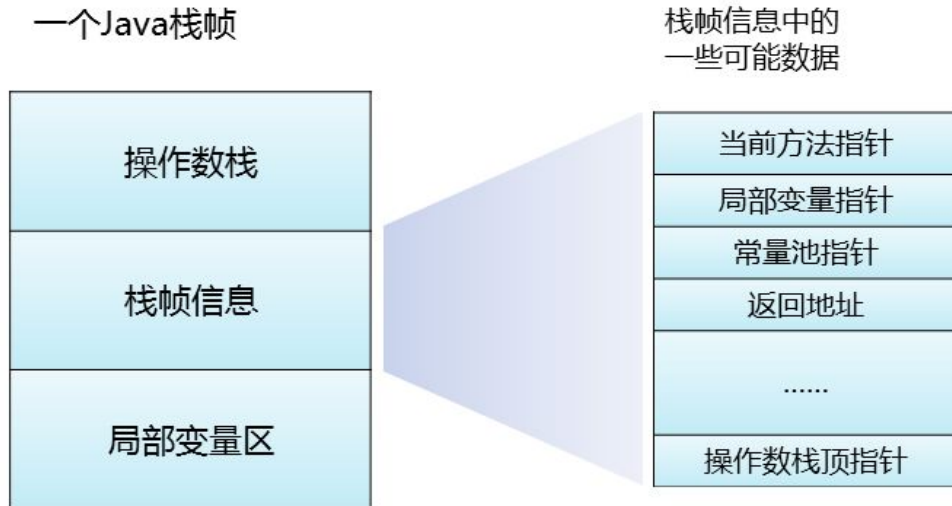 一个Java栈帧
操作数栈
栈帧信息
局部变量区
栈帧信息中的
一些可能数据
当前方法指针
局部变量指针
常量池指针
返回地址
......
操作数栈顶指针